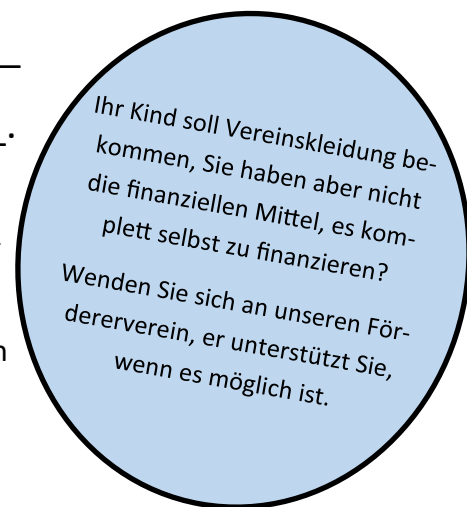 Ihr Kind soll Vereinskleidung be-
kommen, Sie haben aber nicht
die finanziellen Mittel, es kom-
plett selbst zu finanzieren?
Wenden Sie sich an unseren För-
dererverein, er unterstützt Sie,
wenn es möglich ist.